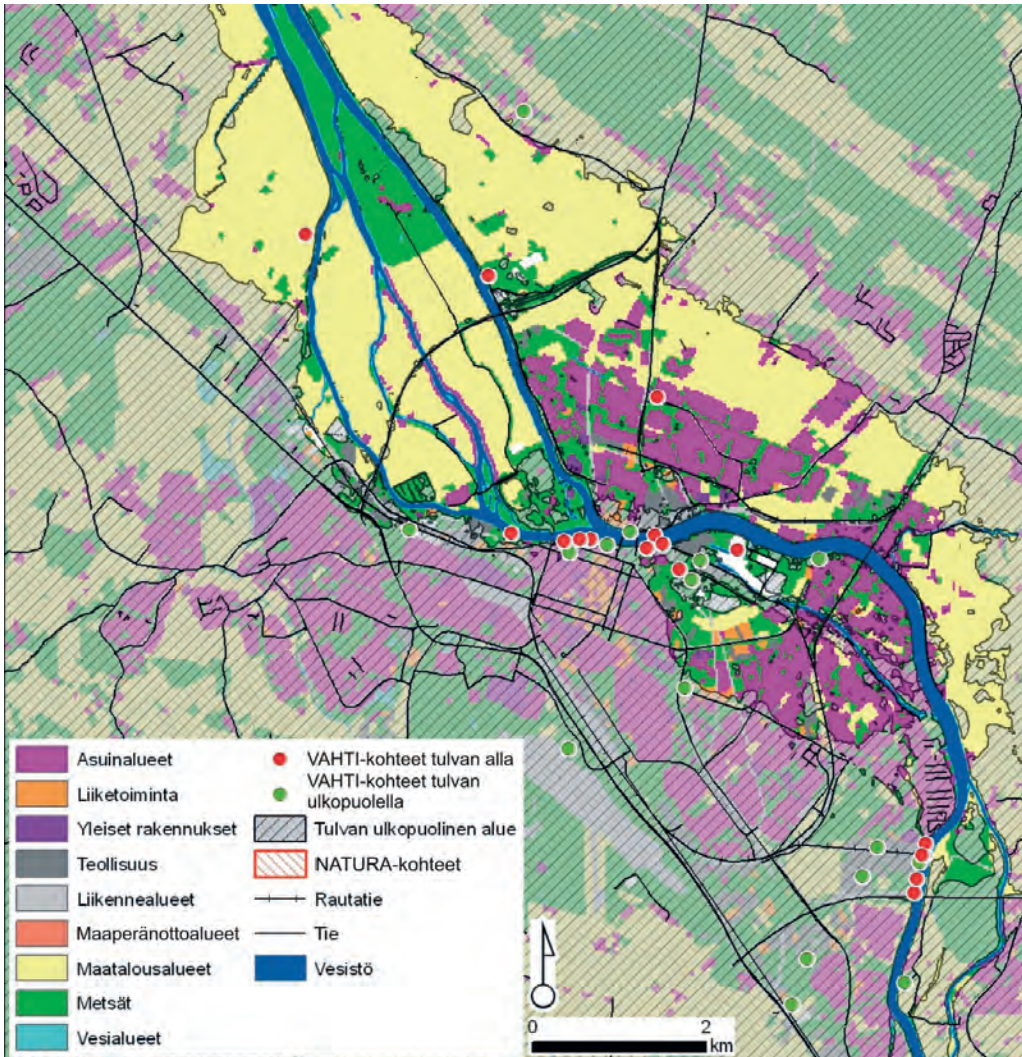 Asuinalueet
Liiketoiminta
Yleiset rakennukset
Teollisuus
Liikennealueet
Maaperänottoalueet
Maatalousalueet
Metsät
Vesialueet
VAHTI-kohteet tulvan alla
VAHTI-kohteet tulvan
ulkopuolella
Tulvan ulkopuolinen alue
NATURA-kohteet
Rautatie
Tie
Vesistö
0 2
km